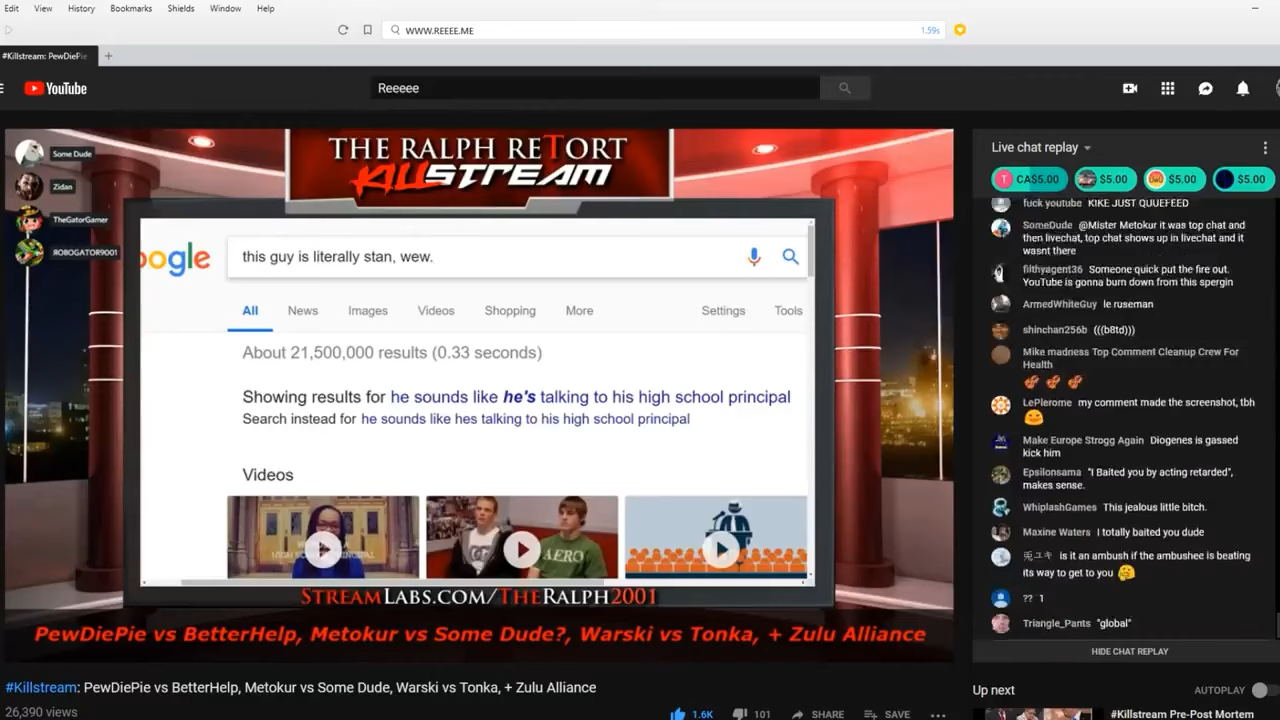 Edit View History Bookmarks Shields Window Help
WWW.REEEE.ME 1.59s
#Killstream: PewDiePie
YouTube Reeeee
THE RALPH RETORT
KILLSTREAM
Some Dude
Zidan
TheGatorGamer
ROBOGATOR9001
oogle this guy is literally stan, wew.
All News Images Videos Shopping More Settings Tools
About 21,500,000 results (0.33 seconds)
Showing results for he sounds like he's talking to his high school principal
Search instead for he sounds like hes talking to his high school principal
Videos
AERO
STREAMLABS.COM/THERALPH2001
PewDiePie vs BetterHelp, Metokur vs Some Dude?, Warski vs Tonka, + Zulu Alliance
#Killstream: PewDiePie vs BetterHelp, Metokur vs Some Dude, Warski vs Tonka, + Zulu Alliance
26,390 views
1.6K 101 SHARE SAVE
Live chat replay
T CA$5.00 $5.00 $5.00 $5.00
fuck youtube KIKE JUST QUUEFEED
SomeDude @Mister Metokur it was top chat and
then livechat, top chat shows up in livechat and it
wasnt there
filthyagent36 Someone quick put the fire out.
YouTube is gonna burn down from this spergin
ArmedWhiteGuy le ruseman
shinchan256b (((b8td)))
Mike madness Top Comment Cleanup Crew For
Health
LePlerome my comment made the screenshot, tbh
Make Europe Strogg Again Diogenes is gassed
kick him
Epsilonsama "I Baited you by acting retarded",
makes sense.
WhiplashGames This jealous little bitch.
Maxine Waters I totally baited you dude
is it an ambush if the ambushee is beating
its way to get to you
?? 1
Triangle_Pants "global"
HIDE CHAT REPLAY
Up next AUTOPLAY
#Killstream Pre-Post Mortem